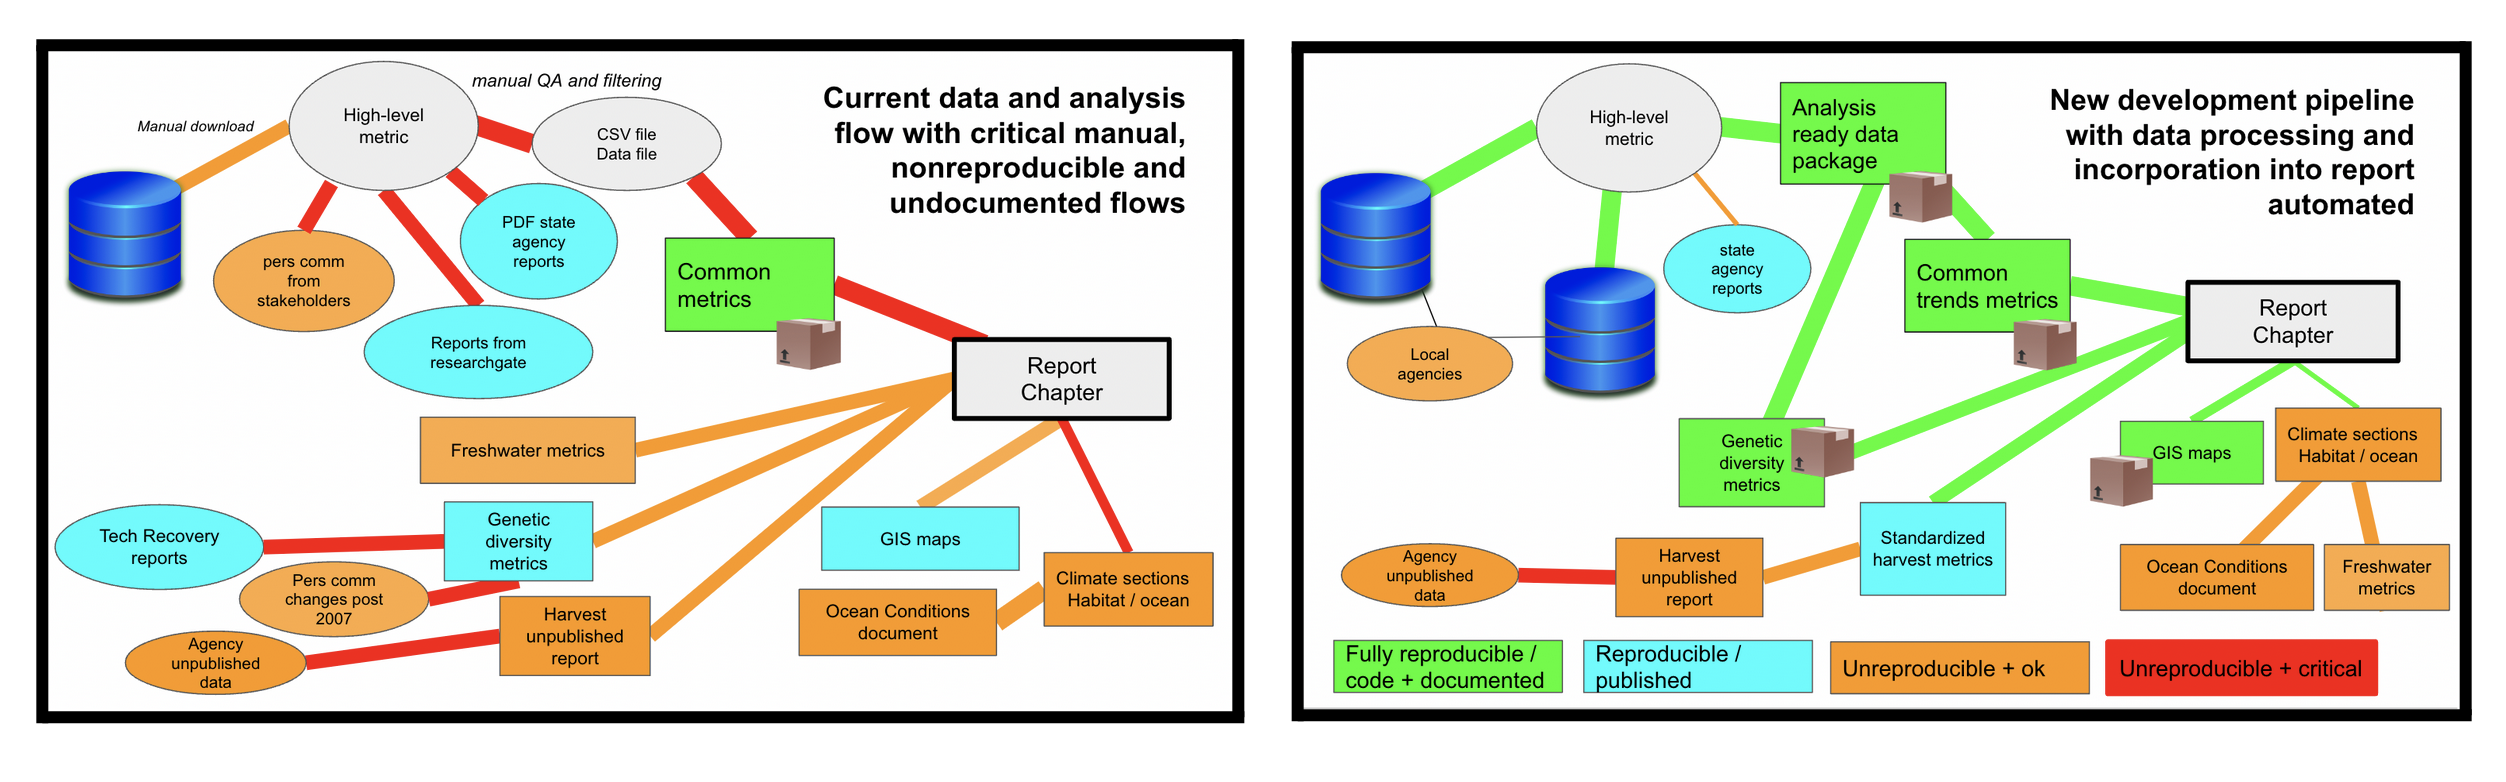 Current data and analysis
flow with critical manual,
nonreproducible and
undocumented flows
manual QA and filtering
Manual download
High-level
metric
CSV file
Data file
PDF state
agency
reports
pers comm
from
stakeholders
Reports from
researchgate
Common
metrics
Report
Chapter
Freshwater metrics
Tech Recovery
reports
Genetic
diversity
metrics
Pers comm
changes post
2007
Agency
unpublished
data
Harvest
unpublished
report
GIS maps
Ocean Conditions
document
Climate sections
Habitat / ocean
New development pipeline
with data processing and
incorporation into report
automated
High-level
metric
Analysis
ready data
package
state
agency
reports
Local
agencies
Common
trends metrics
Report
Chapter
Genetic
diversity
metrics
GIS maps
Climate sections
Habitat / ocean
Standardized
harvest metrics
Agency
unpublished
data
Harvest
unpublished
report
Ocean Conditions
document
Freshwater
metrics
Fully reproducible /
code + documented
Reproducible /
published
Unreproducible + ok
Unreproducible + critical